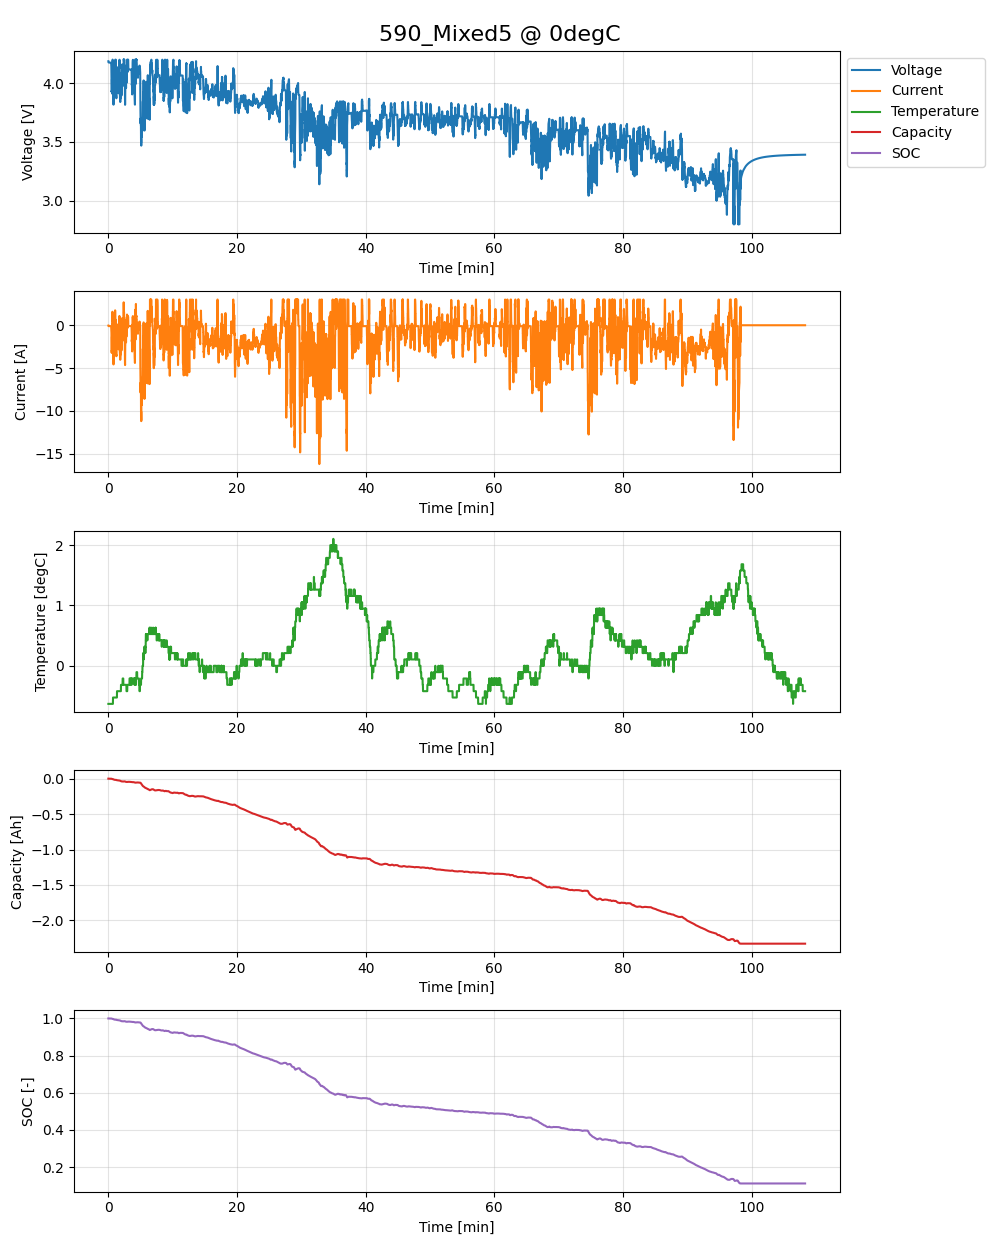 590_Mixed5 @ 0degC
Voltage
Current
Temperature
Capacity
SOC
Voltage [V]
4.0
3.5
3.0
0 20 40 60 80 100
Time [min]
Current [A]
0
−5
−10
−15
0 20 40 60 80 100
Time [min]
Temperature [degC]
2
1
0
0 20 40 60 80 100
Time [min]
Capacity [Ah]
0.0
−0.5
−1.0
−1.5
−2.0
0 20 40 60 80 100
Time [min]
SOC [-]
1.0
0.8
0.6
0.4
0.2
0 20 40 60 80 100
Time [min]